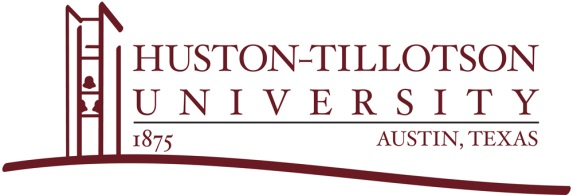 HUSTON-TILLOTSON
UNIVERSITY
1875 AUSTIN, TEXAS